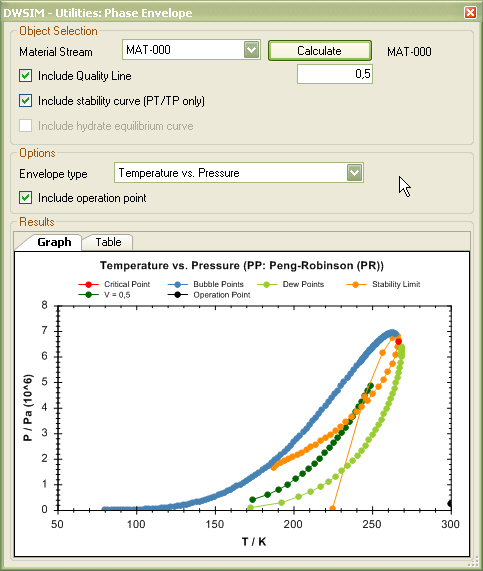 DWSIM - Utilities: Phase Envelope
Object Selection
Material Stream MAT-000 Calculate MAT-000
Include Quality Line 0,5
Include stability curve (PT/TP only)
Include hydrate equilibrium curve
Options
Envelope type Temperature vs. Pressure
Include operation point
Results
Graph Table
Temperature vs. Pressure (PP: Peng-Robinson (PR))
Critical Point Bubble Points Dew Points Stability Limit
V = 0,5 Operation Point
P / Pa (10^6)
8
7
6
5
4
3
2
1
0
50 100 150 200 250 300
T / K